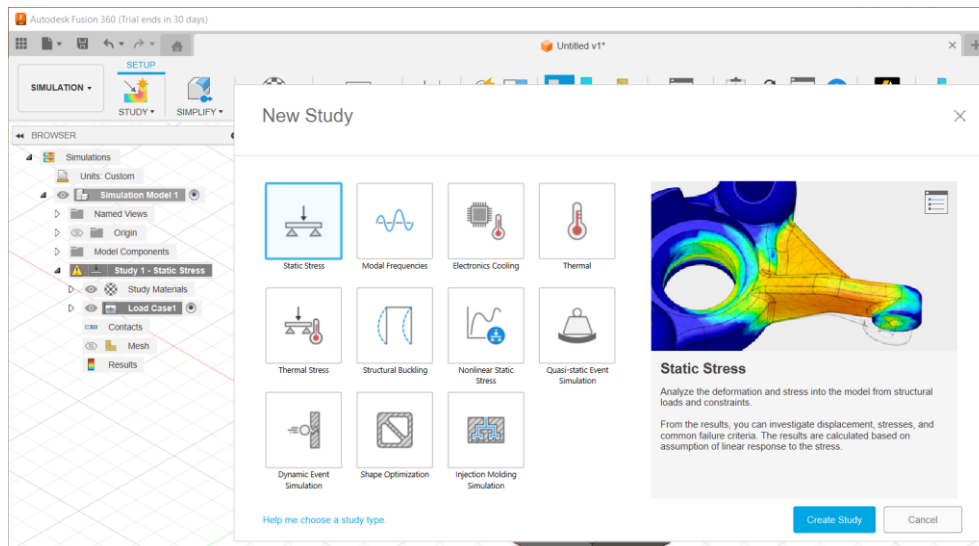 Autodesk Fusion 360 (Trial ends in 30 days)
Untitled v1*
SETUP
SIMULATION
STUDY
SIMPLIFY
BROWSER
Simulations
Units: Custom
Simulation Model 1
Named Views
Origin
Model Components
Study 1 - Static Stress
Study Materials
Load Case1
Contacts
Mesh
Results
New Study
Static Stress
Modal Frequencies
Electronics Cooling
Thermal
Thermal Stress
Structural Buckling
Nonlinear Static
Stress
Quasi-static Event
Simulation
Dynamic Event
Simulation
Shape Optimization
Injection Molding
Simulation
Static Stress
Analyze the deformation and stress into the model from structural
loads and constraints.
From the results, you can investigate displacement, stresses, and
common failure criteria. The results are calculated based on
assumption of linear response to the stress.
Help me choose a study type.
Create Study
Cancel